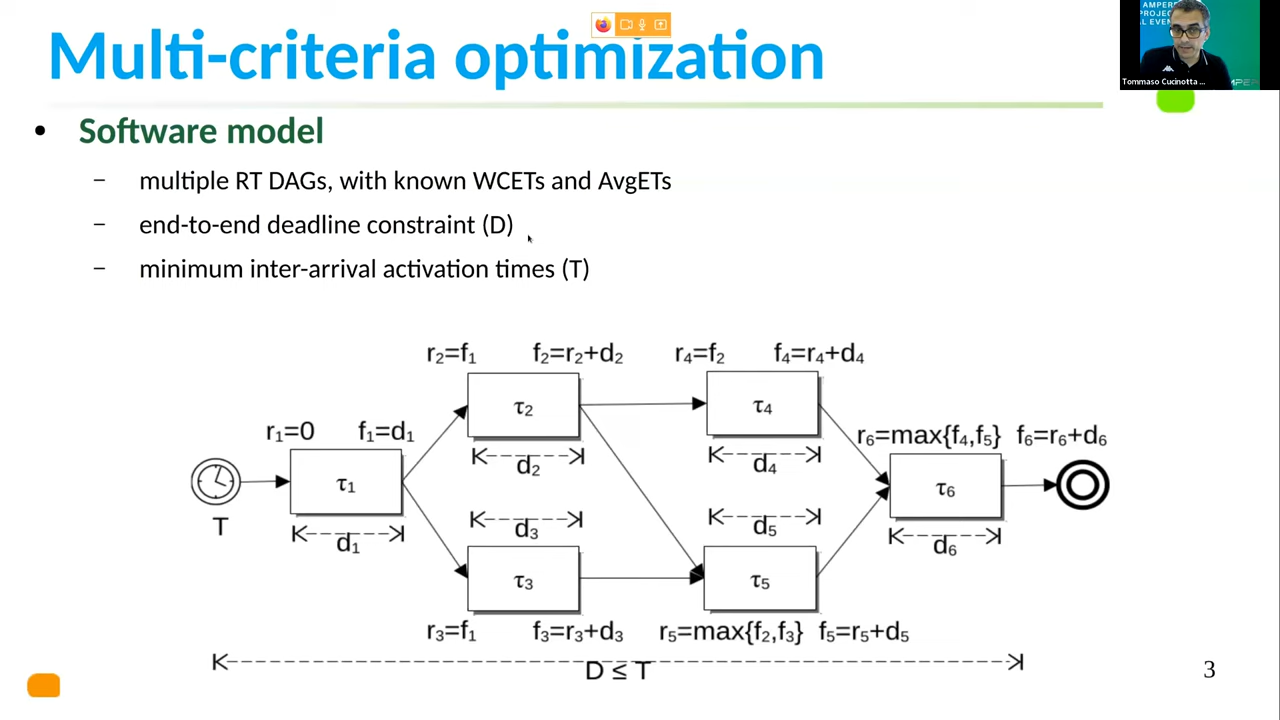 Multi-criteria optimization
AMPER
PROJEC
L EVEN
Tommaso Cucinotta ...
• Software model
– multiple RT DAGs, with known WCETs and AvgETs
– end-to-end deadline constraint (D)
– minimum inter-arrival activation times (T)
r₂=f₁ f₂=r₂+d₂ r₄=f₂ f₄=r₄+d₄
τ₂ τ₄
r₁=0 f₁=d₁ r₆=max{f₄,f₅} f₆=r₆+d₆
d₂ d₄
τ₁ τ₆
T d₃ d₅
d₁ d₆
τ₃ τ₅
r₃=f₁ f₃=r₃+d₃ r₅=max{f₂,f₃} f₅=r₅+d₅
D ≤ T
3